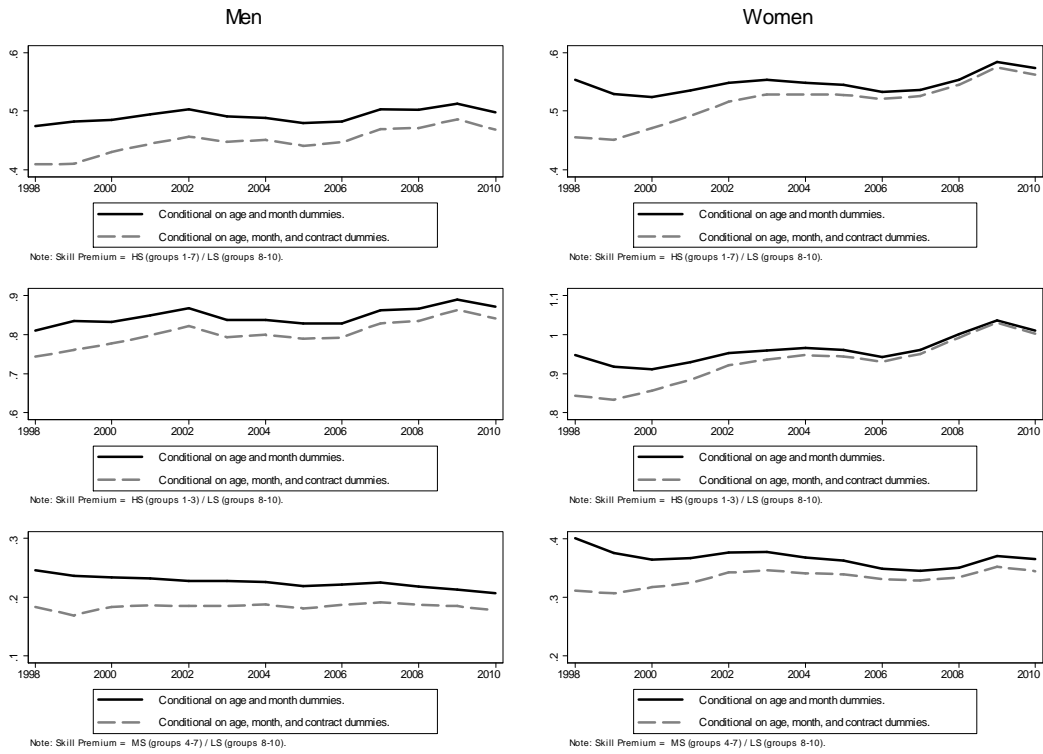 Men
.6
.5
.4
1998 2000 2002 2004 2006 2008 2010
Conditional on age and month dummies.
Conditional on age, month, and contract dummies.
Note: Skill Premium = HS (groups 1-7) / LS (groups 8-10).
Women
.6
.5
.4
1998 2000 2002 2004 2006 2008 2010
Conditional on age and month dummies.
Conditional on age, month, and contract dummies.
Note: Skill Premium = HS (groups 1-7) / LS (groups 8-10).
.9
.8
.7
.6
1998 2000 2002 2004 2006 2008 2010
Conditional on age and month dummies.
Conditional on age, month, and contract dummies.
Note: Skill Premium = HS (groups 1-3) / LS (groups 8-10).
1.1
1
.9
.8
1998 2000 2002 2004 2006 2008 2010
Conditional on age and month dummies.
Conditional on age, month, and contract dummies.
Note: Skill Premium = HS (groups 1-3) / LS (groups 8-10).
.3
.2
.1
1998 2000 2002 2004 2006 2008 2010
Conditional on age and month dummies.
Conditional on age, month, and contract dummies.
Note: Skill Premium = MS (groups 4-7) / LS (groups 8-10).
.4
.3
.2
1998 2000 2002 2004 2006 2008 2010
Conditional on age and month dummies.
Conditional on age, month, and contract dummies.
Note: Skill Premium = MS (groups 4-7) / LS (groups 8-10).